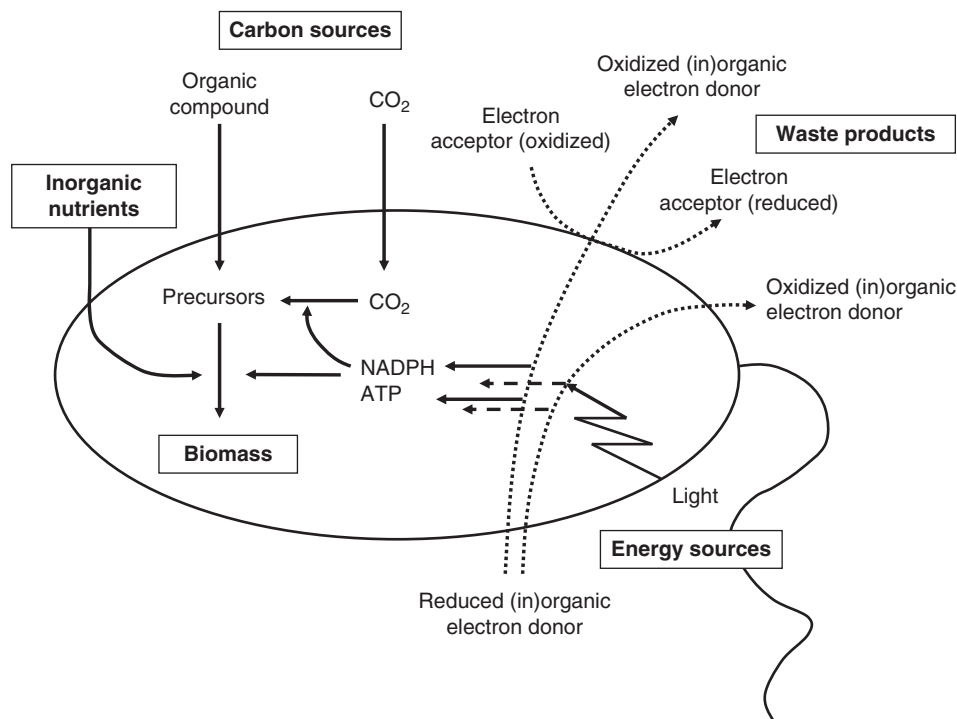 Carbon sources
Organic
compound
CO₂
Oxidized (in)organic
electron donor
Electron
acceptor (oxidized)
Waste products
Inorganic
nutrients
Electron
acceptor (reduced)
Precursors
CO₂
Oxidized (in)organic
electron donor
NADPH
ATP
Biomass
Light
Energy sources
Reduced (in)organic
electron donor